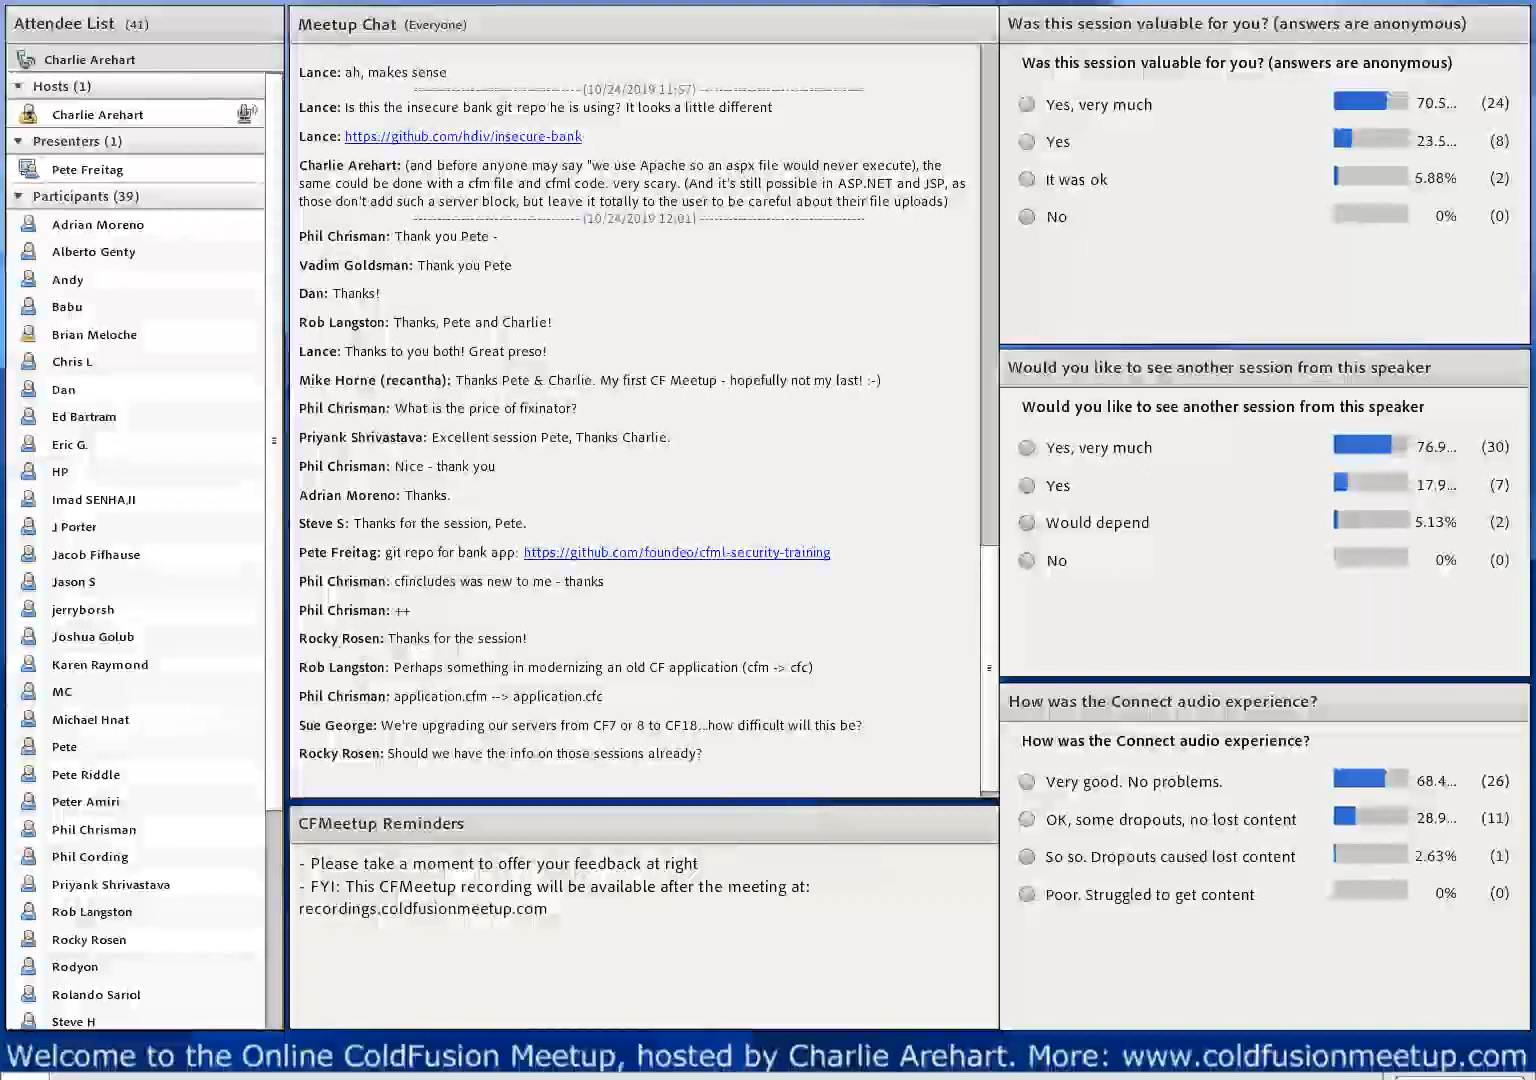 Attendee List (41)
Charlie Arehart
Hosts (1)
Charlie Arehart
Presenters (1)
Pete Freitag
Participants (39)
Adrian Moreno
Alberto Genty
Andy
Babu
Brian Meloche
Chris L
Dan
Ed Bartram
Eric G.
HP
Imad SENHAJI
J Porter
Jacob Fifhause
Jason S
jerryborsh
Joshua Golub
Karen Raymond
MC
Michael Hnat
Pete
Pete Riddle
Peter Amiri
Phil Chrisman
Phil Cording
Priyank Shrivastava
Rob Langston
Rocky Rosen
Rodyon
Rolando Sariol
Steve H
Meetup Chat (Everyone)
Lance: ah, makes sense
(10/24/2019 11:57)
Lance: Is this the insecure bank git repo he is using? It looks a little different
Lance: https://github.com/hdiv/insecure-bank
Charlie Arehart: (and before anyone may say "we use Apache so an aspx file would never execute), the
same could be done with a cfm file and cfml code. very scary. (And it's still possible in ASP.NET and JSP, as
those don't add such a server block, but leave it totally to the user to be careful about their file uploads)
(10/24/2019 12:01)
Phil Chrisman: Thank you Pete -
Vadim Goldsman: Thank you Pete
Dan: Thanks!
Rob Langston: Thanks, Pete and Charlie!
Lance: Thanks to you both! Great preso!
Mike Horne (recantha): Thanks Pete & Charlie. My first CF Meetup - hopefully not my last! :-)
Phil Chrisman: What is the price of fixinator?
Priyank Shrivastava: Excellent session Pete, Thanks Charlie.
Phil Chrisman: Nice - thank you
Adrian Moreno: Thanks.
Steve S: Thanks for the session, Pete.
Pete Freitag: git repo for bank app: https://github.com/foundeo/cfml-security-training
Phil Chrisman: cfincludes was new to me - thanks
Phil Chrisman: ++
Rocky Rosen: Thanks for the session!
Rob Langston: Perhaps something in modernizing an old CF application (cfm -> cfc)
Phil Chrisman: application.cfm --> application.cfc
Sue George: We're upgrading our servers from CF7 or 8 to CF18...how difficult will this be?
Rocky Rosen: Should we have the info on those sessions already?
CFMeetup Reminders
- Please take a moment to offer your feedback at right
- FYI: This CFMeetup recording will be available after the meeting at:
recordings.coldfusionmeetup.com
Was this session valuable for you? (answers are anonymous)
Was this session valuable for you? (answers are anonymous)
Yes, very much 70.5... (24)
Yes 23.5... (8)
It was ok 5.88% (2)
No 0% (0)
Would you like to see another session from this speaker
Would you like to see another session from this speaker
Yes, very much 76.9... (30)
Yes 17.9... (7)
Would depend 5.13% (2)
No 0% (0)
How was the Connect audio experience?
How was the Connect audio experience?
Very good. No problems. 68.4... (26)
OK, some dropouts, no lost content 28.9... (11)
So so. Dropouts caused lost content 2.63% (1)
Poor. Struggled to get content 0% (0)
Welcome to the Online ColdFusion Meetup, hosted by Charlie Arehart. More: www.coldfusionmeetup.com